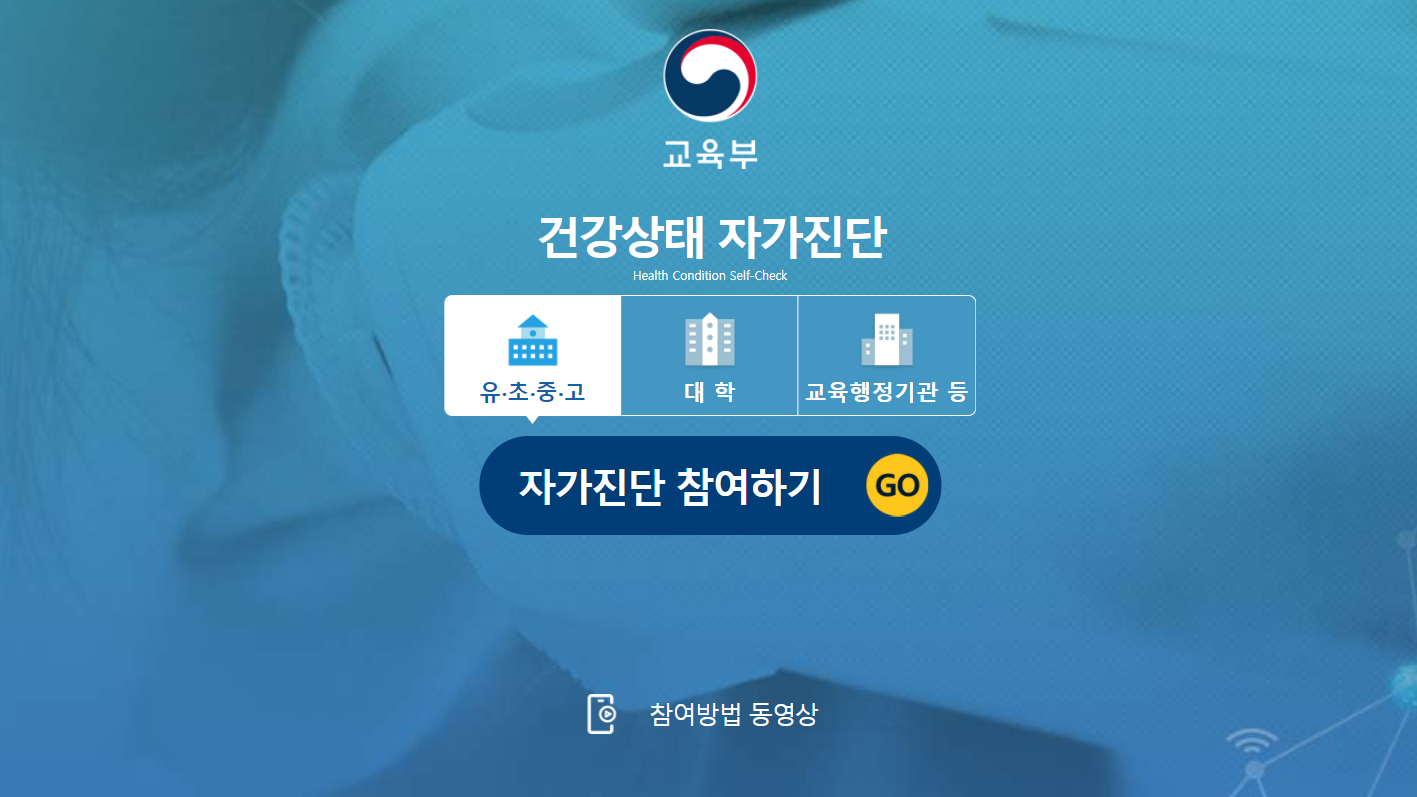 교육부
건강상태 자가진단
Health Condition Self-Check
유·초·중·고
대 학
교육행정기관 등
자가진단 참여하기
GO
참여방법 동영상